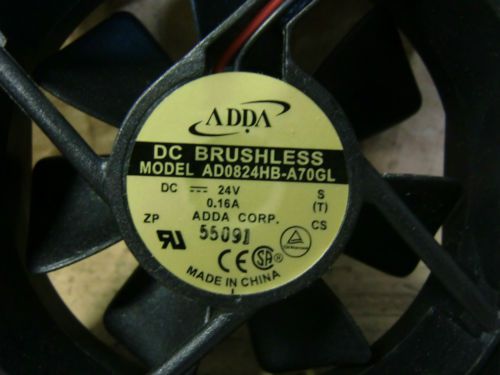 ADDA
DC BRUSHLESS
MODEL AD0824HB-A70GL
DC ⎓ 24V
0.16A
S
(T)
CS
ZP
ADDA CORP.
55091
CE
MADE IN CHINA